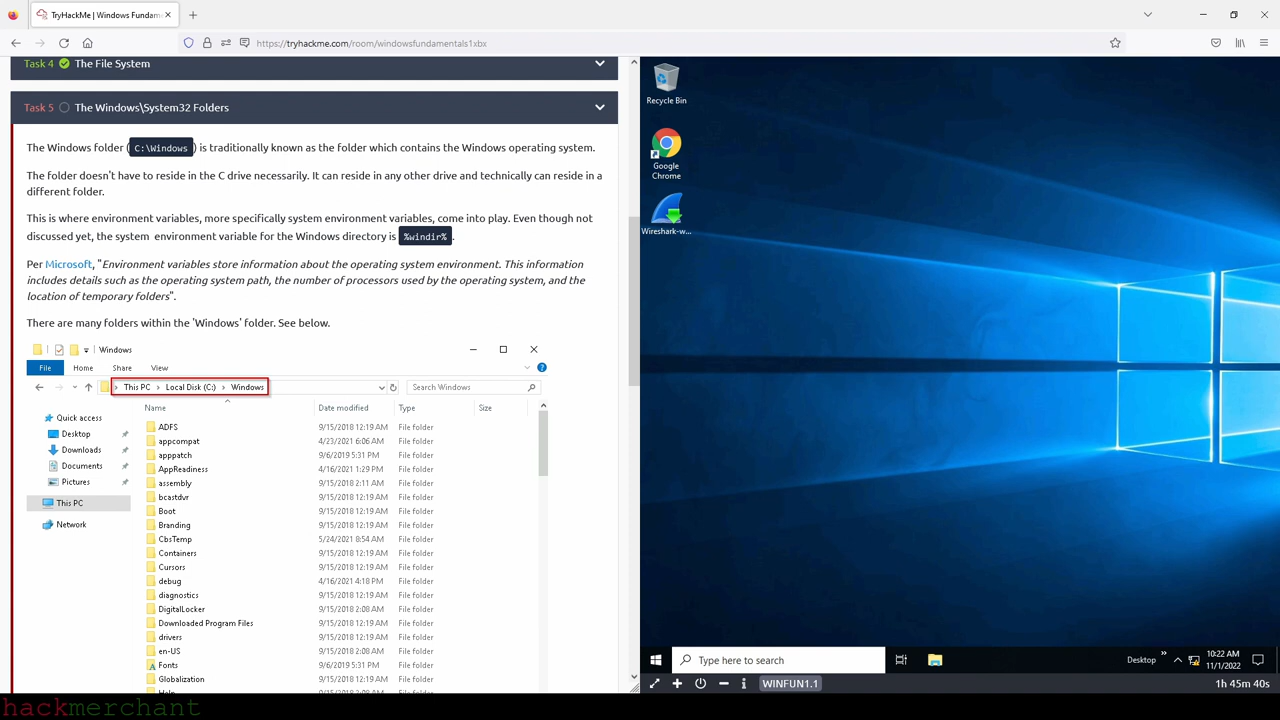 TryHackMe | Windows Fundam
https://tryhackme.com/room/windowsfundamentals1xbx
Task 4 The File System
Task 5 The Windows\System32 Folders
The Windows folder ( C:\Windows ) is traditionally known as the folder which contains the Windows operating system.
The folder doesn't have to reside in the C drive necessarily. It can reside in any other drive and technically can reside in a
different folder.
This is where environment variables, more specifically system environment variables, come into play. Even though not
discussed yet, the system environment variable for the Windows directory is %windir% .
Per Microsoft, "Environment variables store information about the operating system environment. This information
includes details such as the operating system path, the number of processors used by the operating system, and the
location of temporary folders".
There are many folders within the 'Windows' folder. See below.
Windows
File Home Share View
This PC > Local Disk (C:) > Windows
Search Windows
Name Date modified Type Size
Quick access
Desktop
Downloads
Documents
Pictures
This PC
Network
ADFS 9/15/2018 12:19 AM File folder
appcompat 4/23/2021 6:06 AM File folder
apppatch 9/6/2019 5:31 PM File folder
AppReadiness 4/16/2021 1:29 PM File folder
assembly 9/15/2018 2:11 AM File folder
bcastdvr 9/15/2018 12:19 AM File folder
Boot 9/15/2018 12:19 AM File folder
Branding 9/15/2018 12:19 AM File folder
CbsTemp 5/24/2021 8:54 AM File folder
Containers 9/15/2018 12:19 AM File folder
Cursors 9/15/2018 12:19 AM File folder
debug 4/16/2021 4:18 PM File folder
diagnostics 9/15/2018 12:19 AM File folder
DigitalLocker 9/15/2018 2:08 AM File folder
Downloaded Program Files 9/15/2018 12:19 AM File folder
drivers 9/15/2018 12:19 AM File folder
en-US 9/15/2018 2:08 AM File folder
Fonts 9/6/2019 5:31 PM File folder
Globalization 9/15/2018 12:19 AM File folder
Help 9/15/2018 2:08 AM File folder
Recycle Bin
Google
Chrome
Wireshark-w...
Type here to search
Desktop
10:22 AM
11/1/2022
WINFUN1.1
1h 45m 40s
hackmerchant